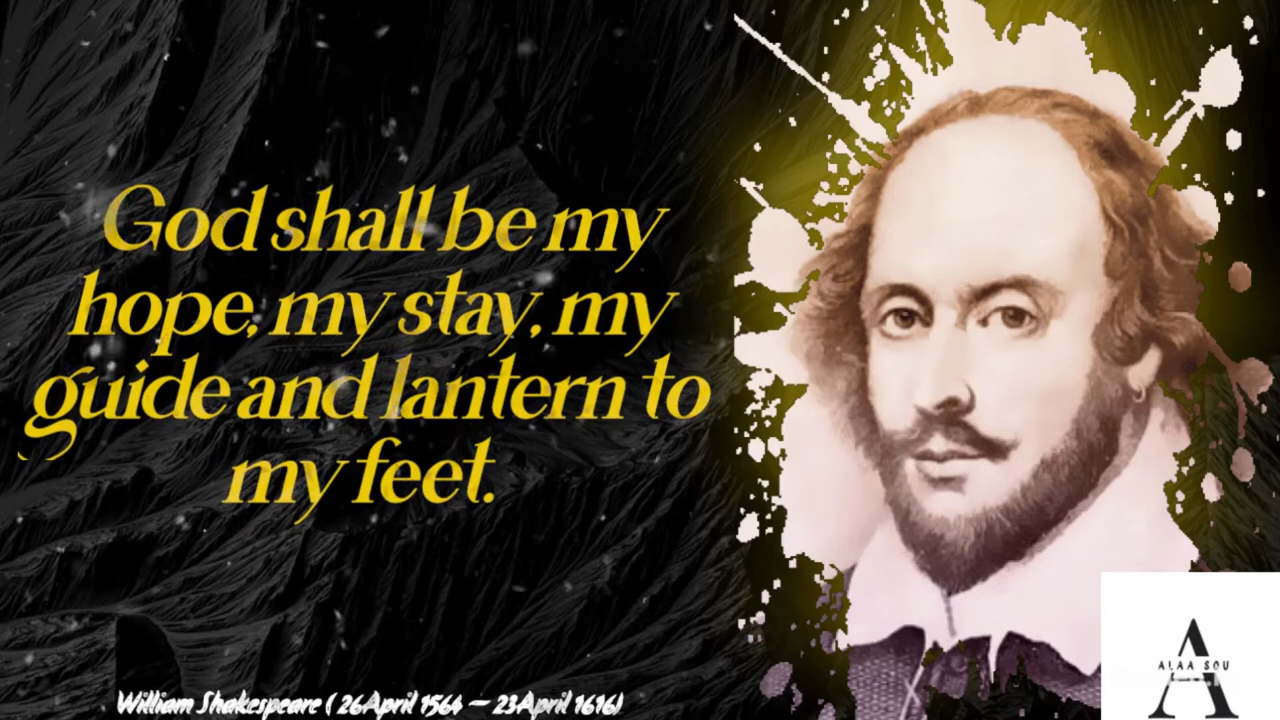 God shall be my
hope, my stay, my
guide and lantern to
my feet.
William Shakespeare ( 26April 1564 — 23April 1616)
ALAA SOU
A